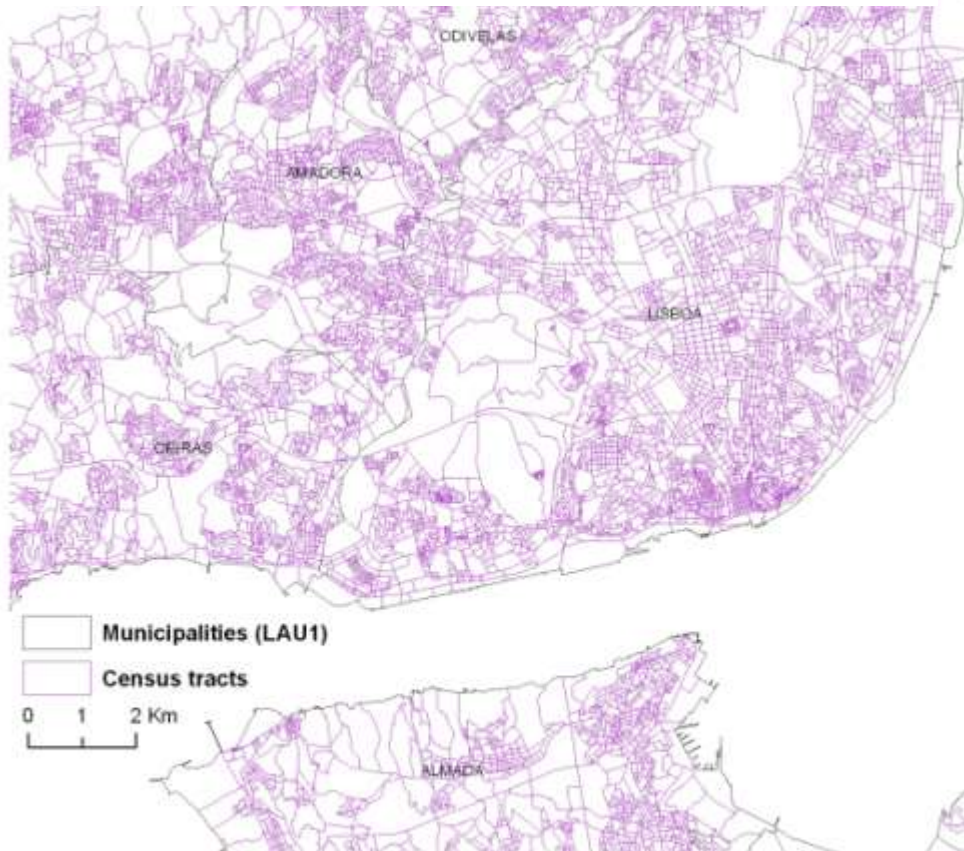 ODIVELAS
AMADORA
LISBOA
OEIRAS
Municipalities (LAU1)
Census tracts
0 1 2 Km
ALMADA